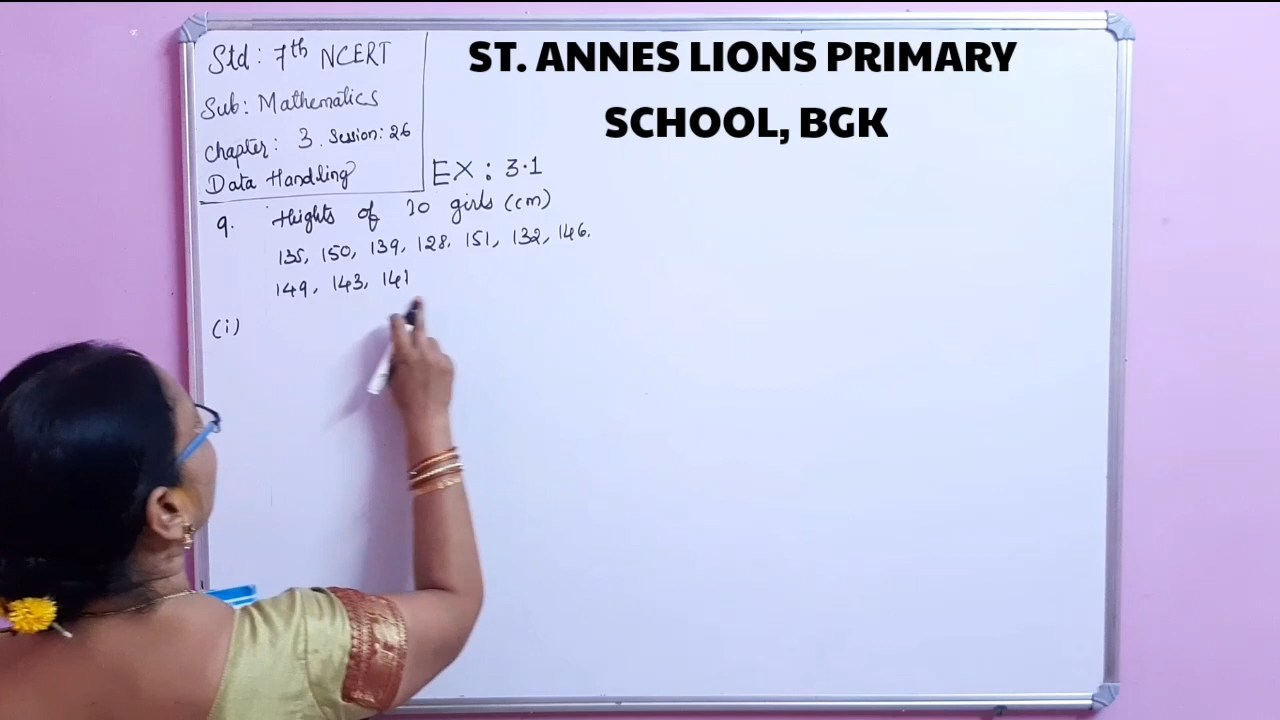 ST. ANNES LIONS PRIMARY
SCHOOL, BGK
Std: 7th NCERT
Sub: Mathematics
Chapter: 3. Session: 26
Data Handling
EX: 3.1
9. Heights of 10 girls (cm)
135, 150, 139, 128, 151, 132, 146,
149, 143, 141
(i)